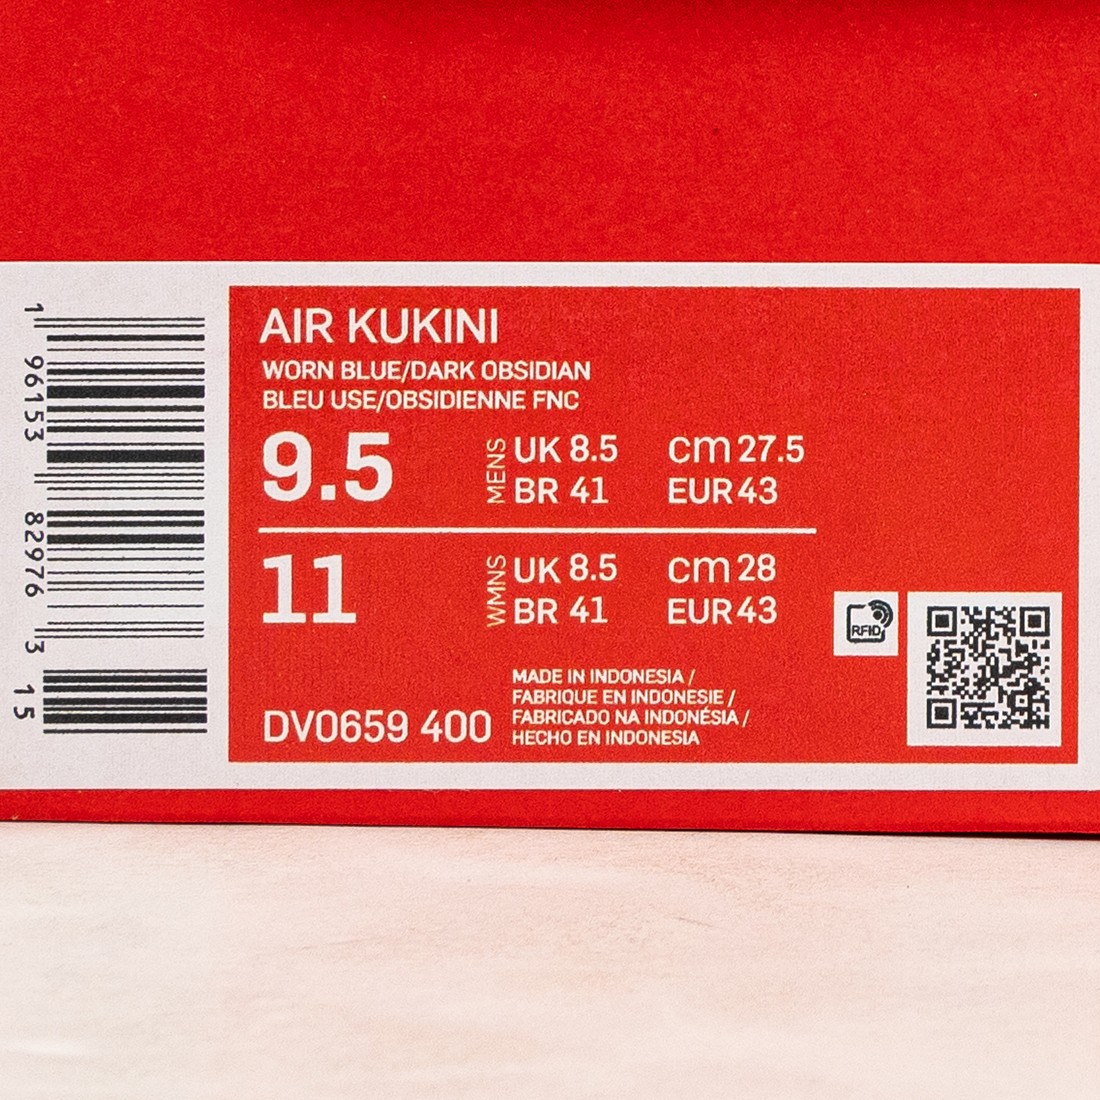 1 96153 82976 3 15
AIR KUKINI
WORN BLUE/DARK OBSIDIAN
BLEU USE/OBSIDIENNE FNC
9.5 MENS UK 8.5 cm 27.5
BR 41 EUR 43
11 WMNS UK 8.5 cm 28
BR 41 EUR 43
RFID
MADE IN INDONESIA /
FABRIQUE EN INDONESIE /
FABRICADO NA INDONÉSIA /
HECHO EN INDONESIA
DV0659 400